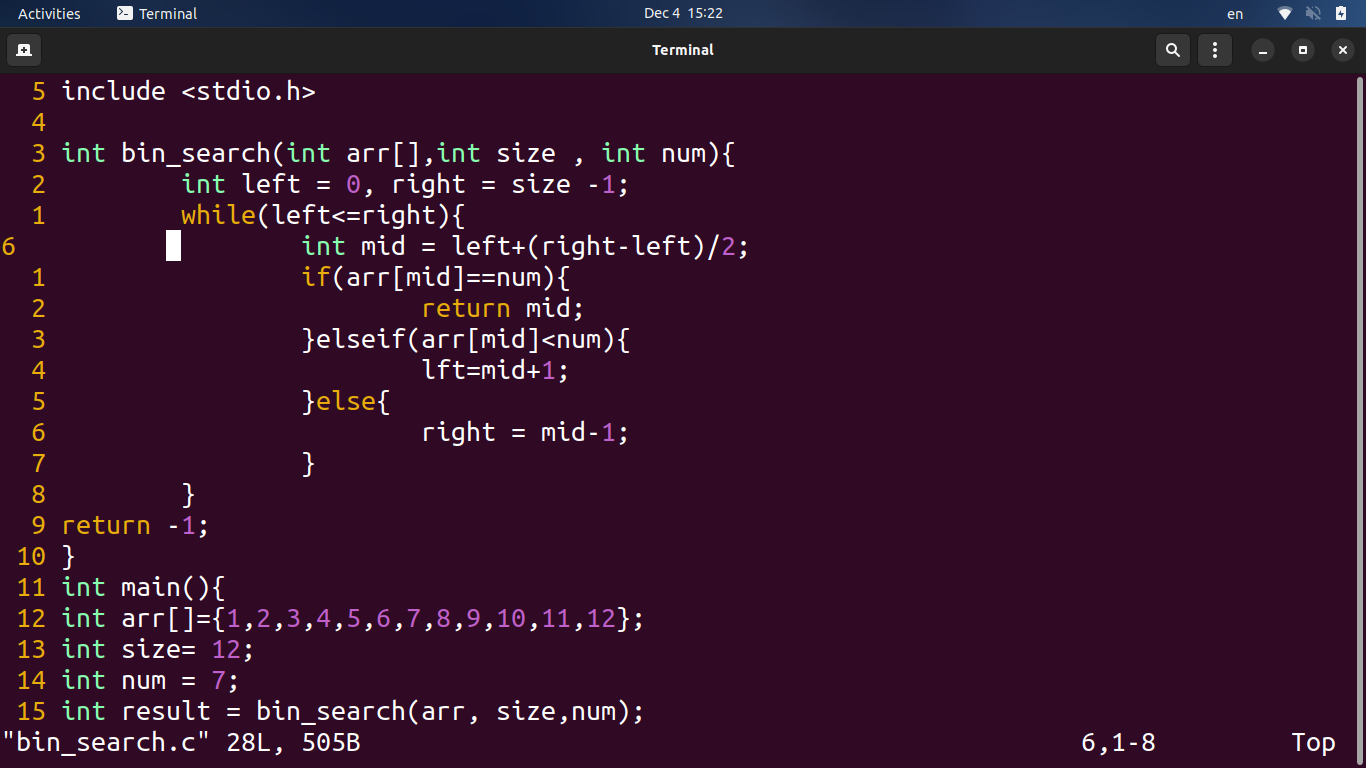 Activities Terminal Dec 4 15:22 en
Terminal
5 include <stdio.h>
4
3 int bin_search(int arr[],int size , int num){
2         int left = 0, right = size -1;
1         while(left<=right){
6                 int mid = left+(right-left)/2;
1                 if(arr[mid]==num){
2                         return mid;
3                 }elseif(arr[mid]<num){
4                         lft=mid+1;
5                 }else{
6                         right = mid-1;
7                 }
8         }
9 return -1;
10 }
11 int main(){
12 int arr[]={1,2,3,4,5,6,7,8,9,10,11,12};
13 int size= 12;
14 int num = 7;
15 int result = bin_search(arr, size,num);
"bin_search.c" 28L, 505B 6,1-8 Top